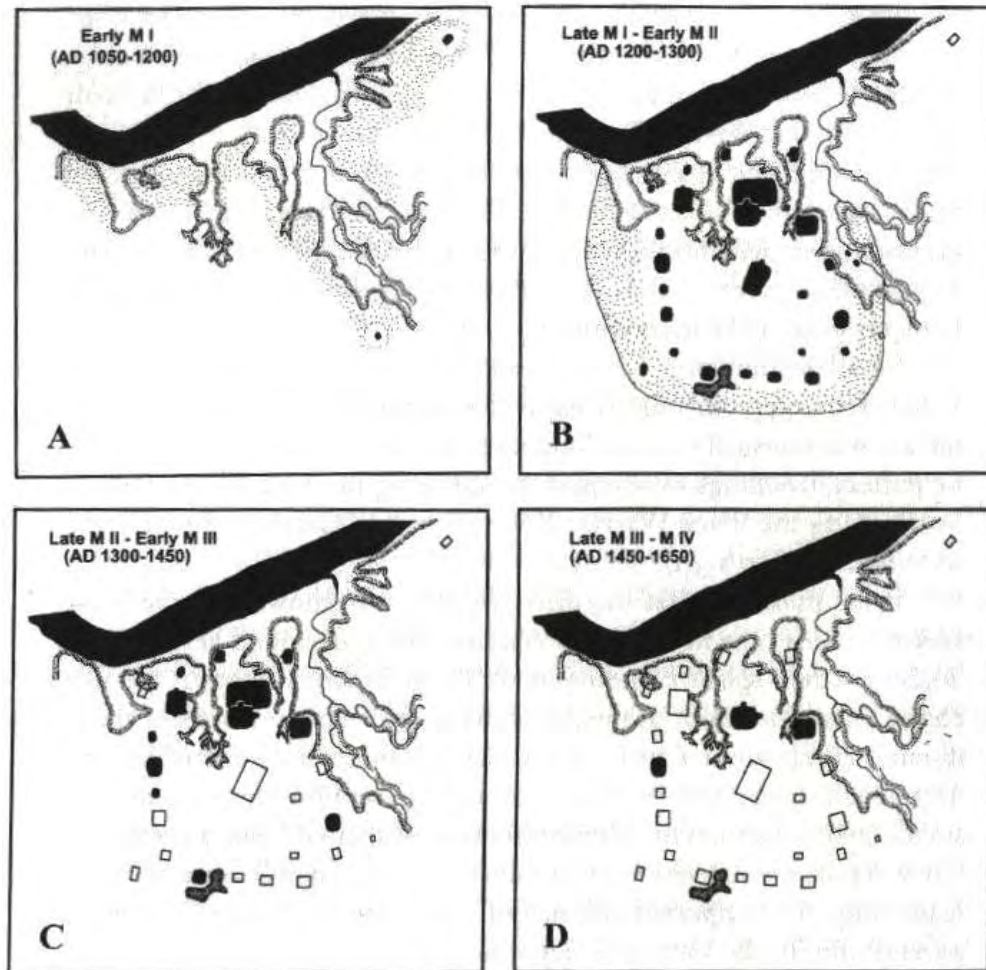 Early M I
(AD 1050-1200)
A
Late M I - Early M II
(AD 1200-1300)
B
Late M II - Early M III
(AD 1300-1450)
C
Late M III - M IV
(AD 1450-1650)
D